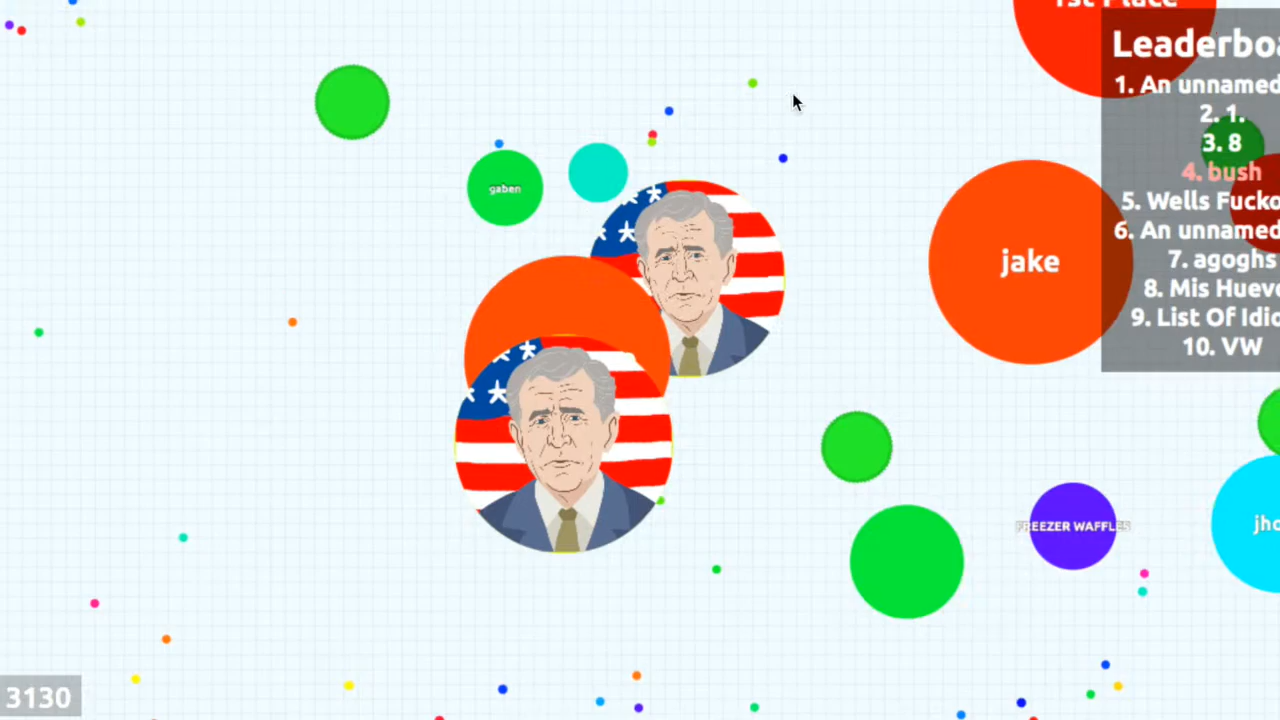 1st Place
Leaderboa
1. An unnamed
2. 1.
3. 8
4. bush
5. Wells Fucko
6. An unnamed
7. agoghs
8. Mis Hueve
9. List Of Idio
10. VW
gaben
jake
FREEZER WAFFLES
jho
3130